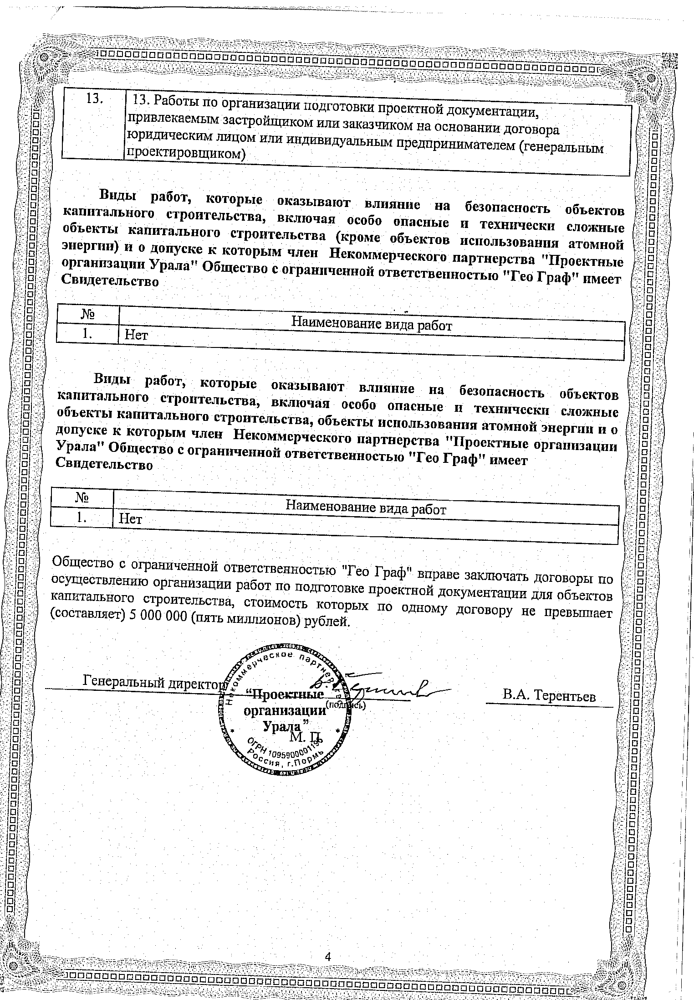 13. 13. Работы по организации подготовки проектной документации,
привлекаемым застройщиком или заказчиком на основании договора
юридическим лицом или индивидуальным предпринимателем (генеральным
проектировщиком)
Виды работ, которые оказывают влияние на безопасность объектов
капитального строительства, включая особо опасные и технически сложные
объекты капитального строительства (кроме объектов использования атомной
энергии) и о допуске к которым член Некоммерческого партнерства "Проектные
организации Урала" Общество с ограниченной ответственностью "Гео Граф" имеет
Свидетельство
№ Наименование вида работ
1. Нет
Виды работ, которые оказывают влияние на безопасность объектов
капитального строительства, включая особо опасные и технически сложные
объекты капитального строительства, объекты использования атомной энергии и о
допуске к которым член Некоммерческого партнерства "Проектные организации
Урала" Общество с ограниченной ответственностью "Гео Граф" имеет
Свидетельство
№ Наименование вида работ
1. Нет
Общество с ограниченной ответственностью "Гео Граф" вправе заключать договоры по
осуществлению организации работ по подготовке проектной документации для объектов
капитального строительства, стоимость которых по одному договору не превышает
(составляет) 5 000 000 (пять миллионов) рублей.
Некоммерческое партнерство
Генеральный директор
В.А. Терентьев
(подпись)
“Проектные
организации
Урала”
М. П.
ОГРН 1095900001196
Россия, г.Пермь
4